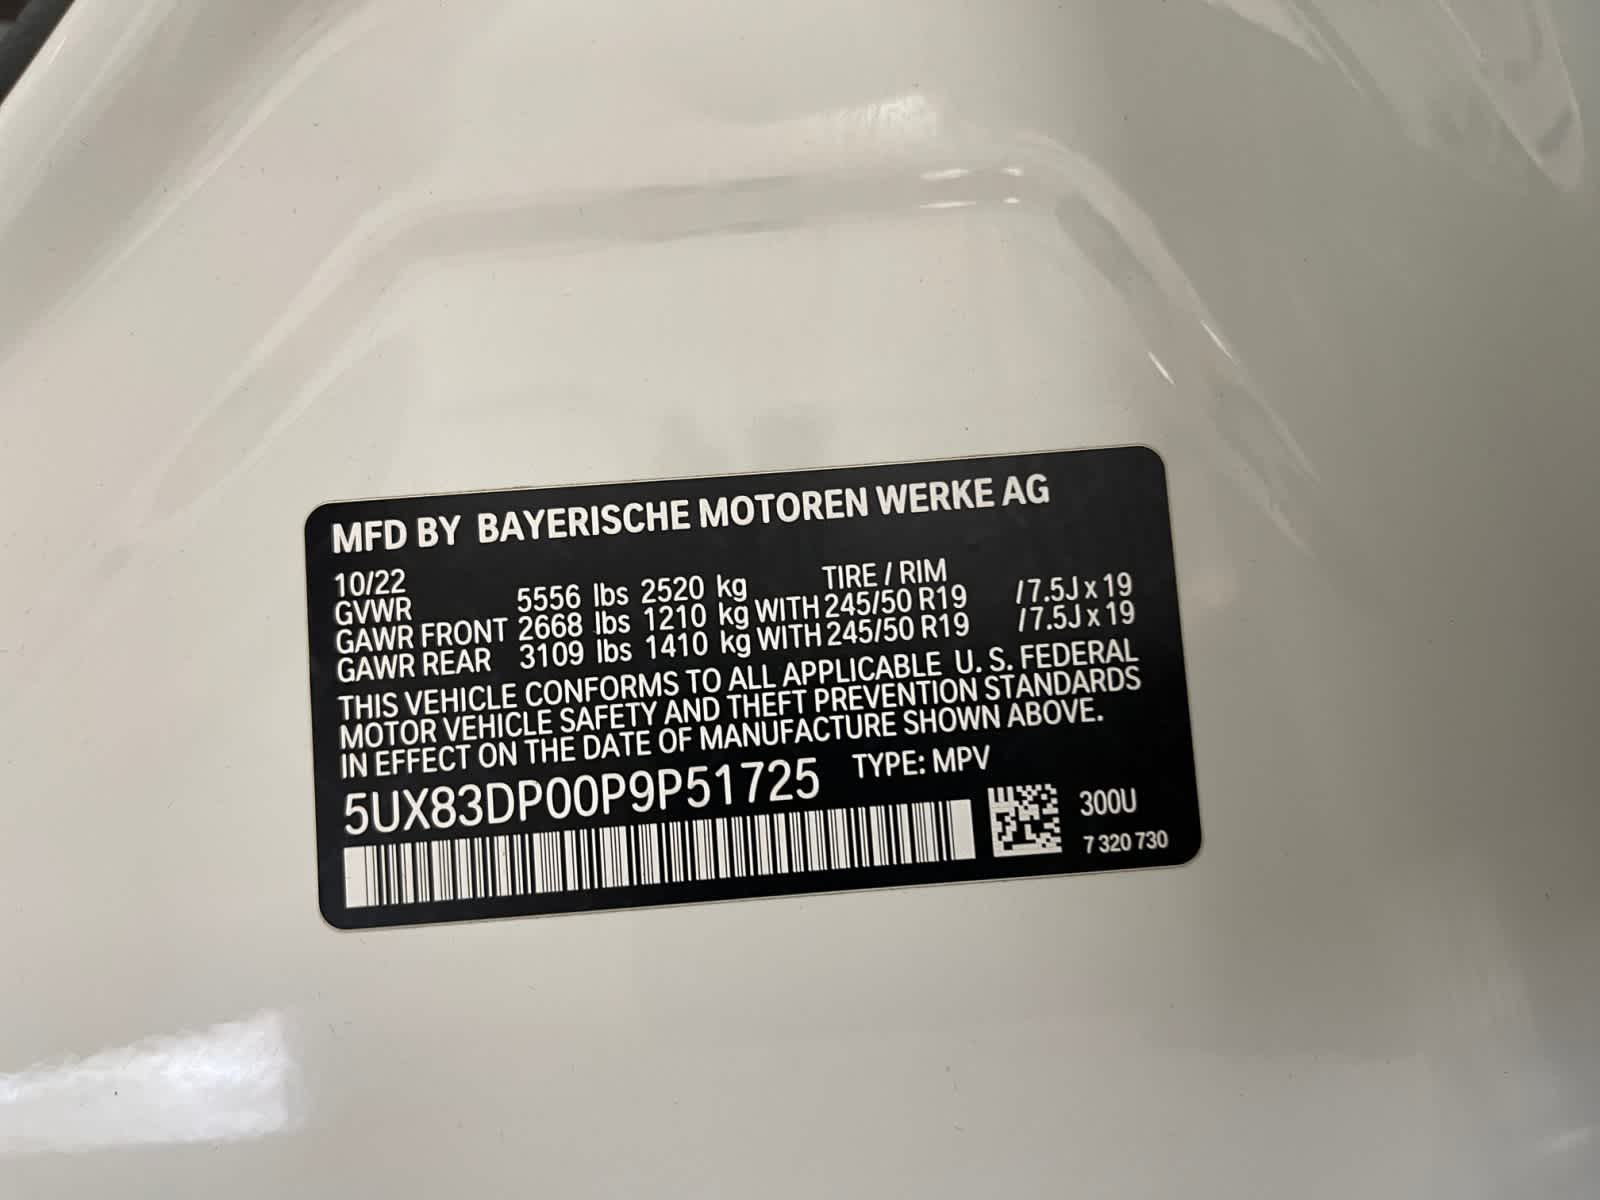 MFD BY BAYERISCHE MOTOREN WERKE AG
10/22 TIRE / RIM
GVWR 5556 lbs 2520 kg
GAWR FRONT 2668 lbs 1210 kg WITH 245/50 R19 /7.5J x 19
GAWR REAR 3109 lbs 1410 kg WITH 245/50 R19 /7.5J x 19
THIS VEHICLE CONFORMS TO ALL APPLICABLE U. S. FEDERAL
MOTOR VEHICLE SAFETY AND THEFT PREVENTION STANDARDS
IN EFFECT ON THE DATE OF MANUFACTURE SHOWN ABOVE.
5UX83DP00P9P51725 TYPE: MPV
300U
7 320 730